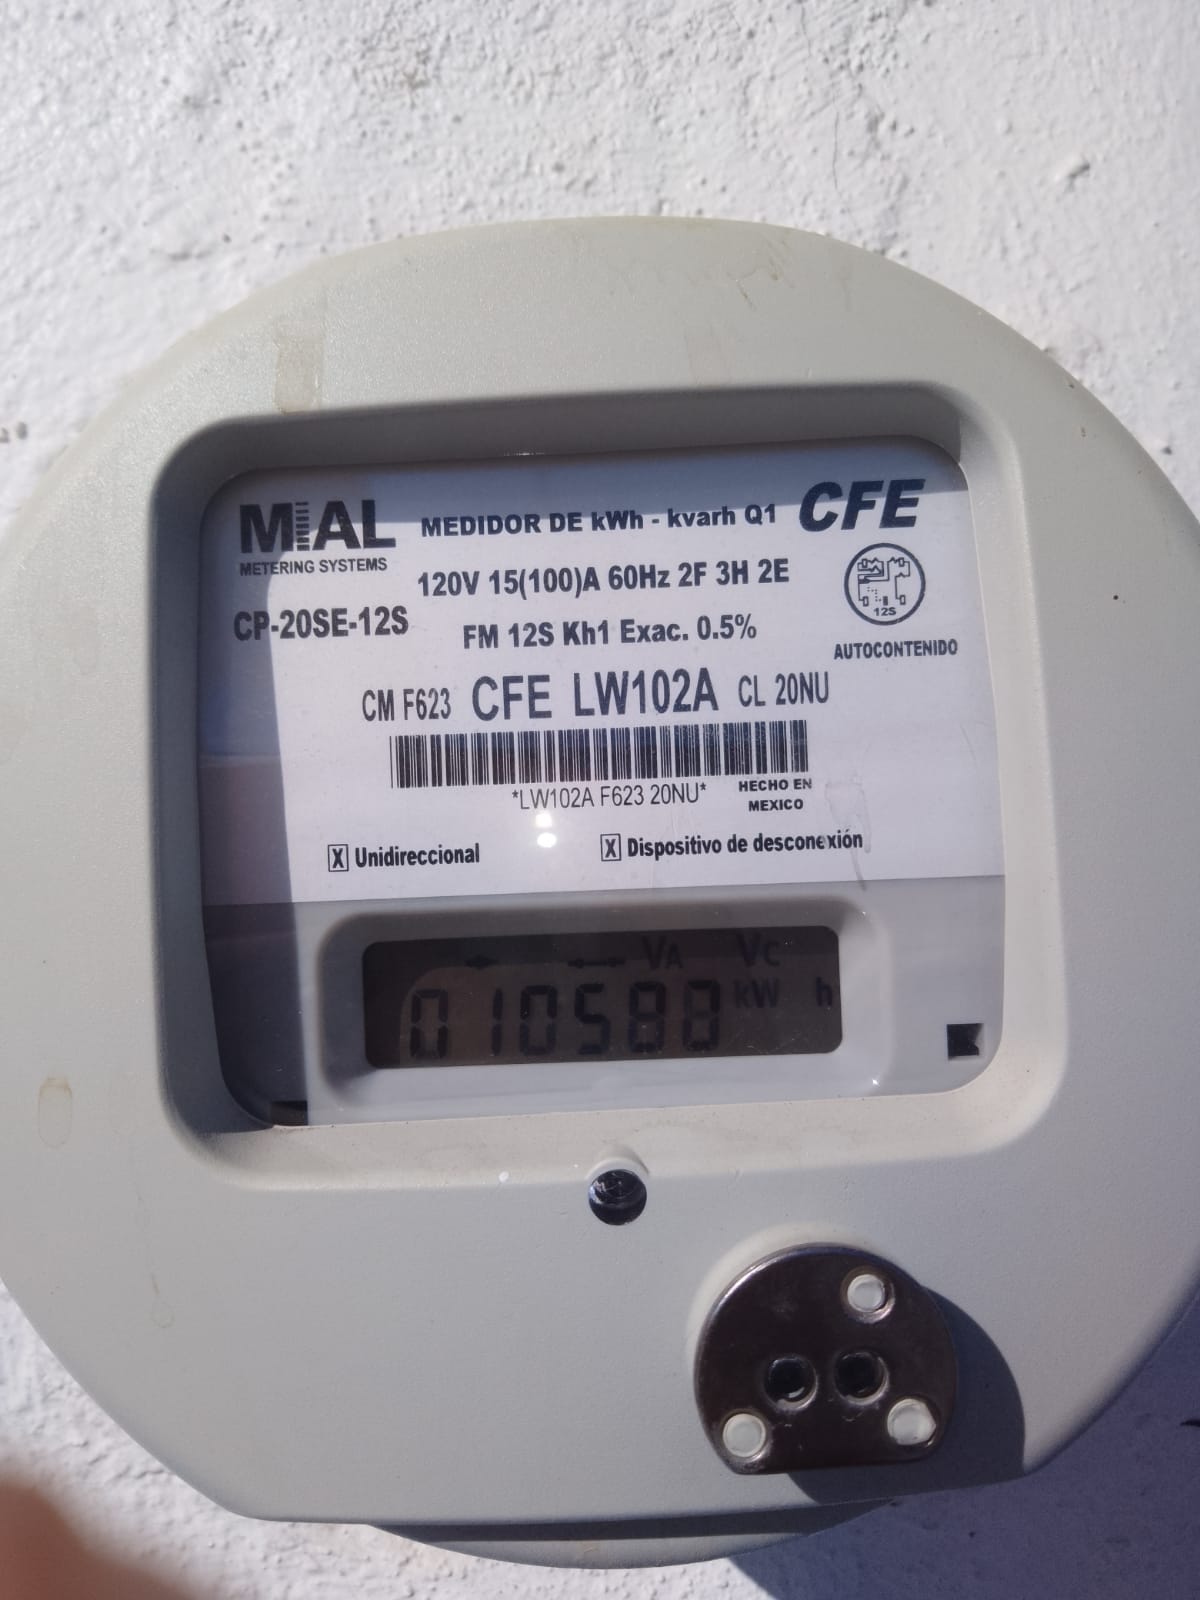 MIAL
METERING SYSTEMS
MEDIDOR DE kWh - kvarh Q1
CFE
120V 15(100)A 60Hz 2F 3H 2E
CP-20SE-12S
FM 12S Kh1 Exac. 0.5%
12S
AUTOCONTENIDO
CM F623 CFE LW102A CL 20NU
*LW102A F623 20NU*
HECHO EN
MEXICO
X Unidireccional
X Dispositivo de desconexión
VA VC
010588 kW h